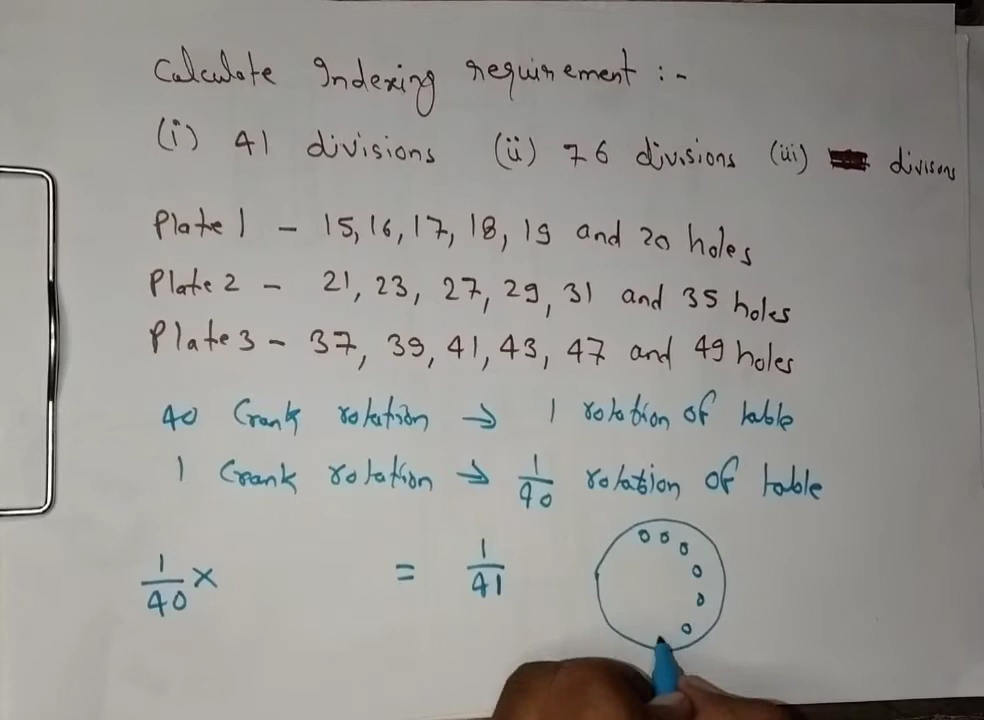 Calculate Indexing requirement :-
(i) 41 divisions (ii) 76 divisions (iii) divisons
Plate 1 - 15, 16, 17, 18, 19 and 20 holes
Plate 2 - 21, 23, 27, 29, 31 and 35 holes
Plate 3 - 37, 39, 41, 43, 47 and 49 holes
40 Crank rotation → 1 rotation of table
1 Crank rotation → 1/40 rotation of table
1/40 × = 1/41